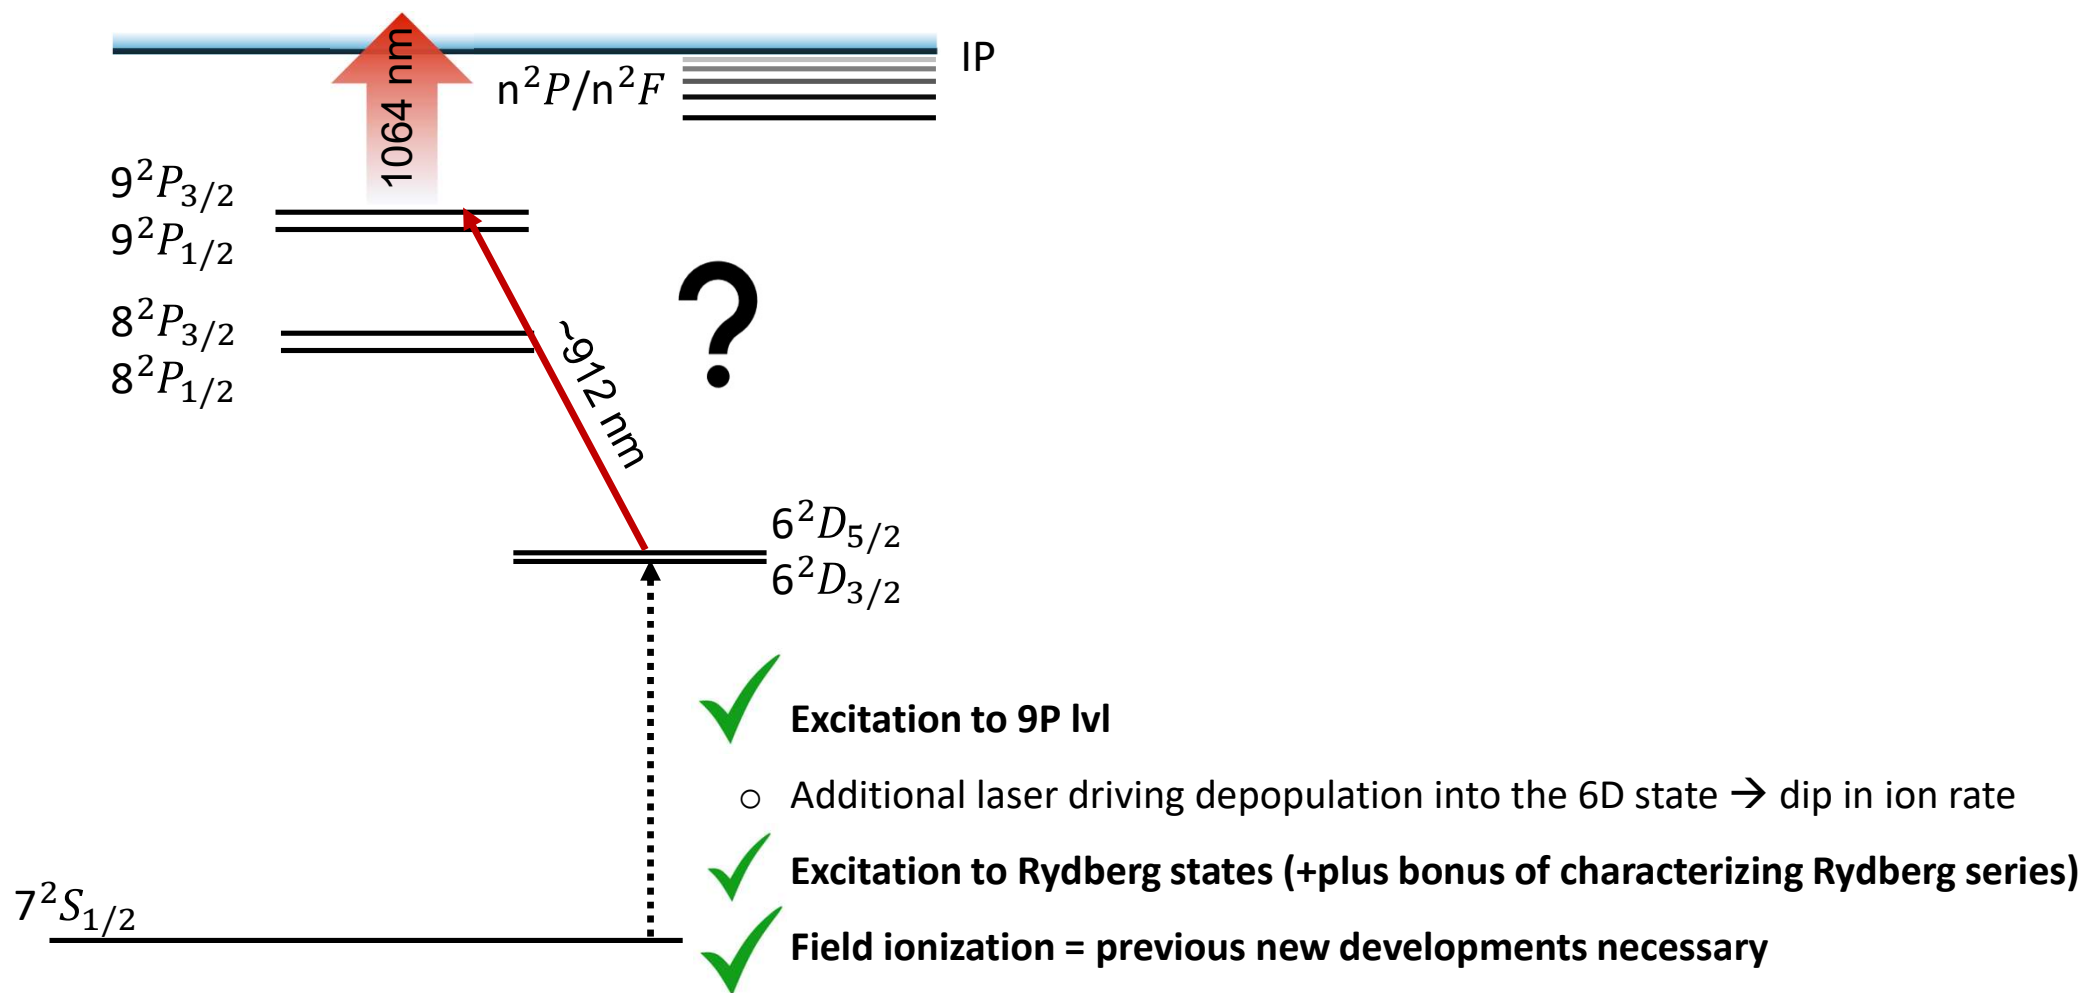 IP
1064 nm
n²P/n²F
9²P₃/₂
9²P₁/₂
8²P₃/₂
8²P₁/₂
?
~912 nm
6²D₅/₂
6²D₃/₂
Excitation to 9P lvl
○ Additional laser driving depopulation into the 6D state → dip in ion rate
Excitation to Rydberg states (+plus bonus of characterizing Rydberg series)
7²S₁/₂
Field ionization = previous new developments necessary